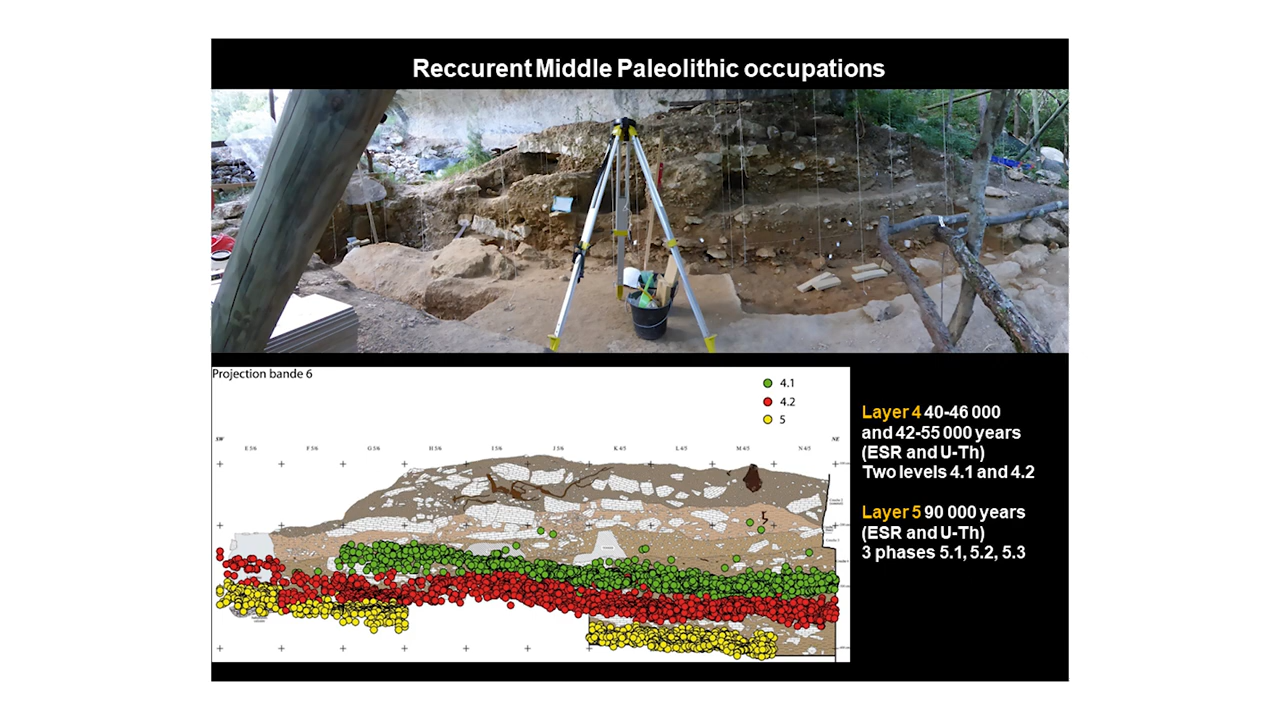 Reccurent Middle Paleolithic occupations
Projection bande 6
4.1
4.2
5
SW
NE
E 5/6
F 5/6
G 5/6
H 5/6
I 5/6
J 5/6
K 4/5
L 4/5
M 4/5
N 4/5
Layer 4 40-46 000
and 42-55 000 years
(ESR and U-Th)
Two levels 4.1 and 4.2
Layer 5 90 000 years
(ESR and U-Th)
3 phases 5.1, 5.2, 5.3